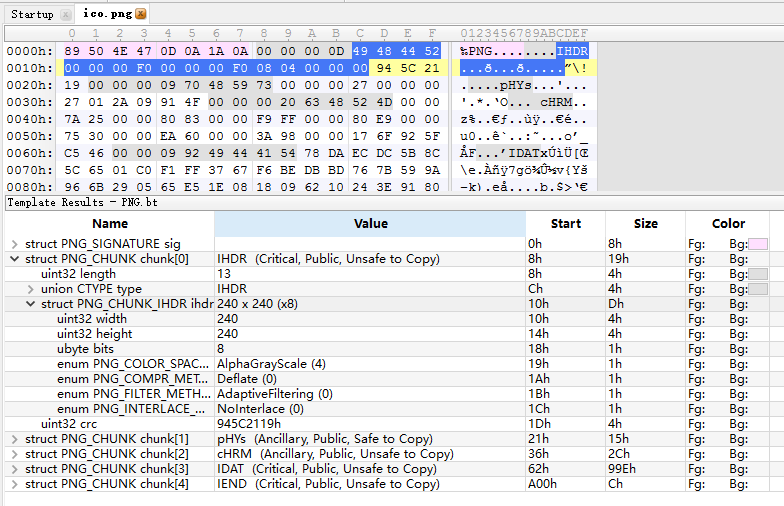 Startup ico.png
0 1 2 3 4 5 6 7 8 9 A B C D E F 0123456789ABCDEF
0000h: 89 50 4E 47 0D 0A 1A 0A 00 00 00 0D 49 48 44 52 ‰PNG........IHDR
0010h: 00 00 00 F0 00 00 00 F0 08 04 00 00 00 94 5C 21 ...ð...ð.....”\!
0020h: 19 00 00 00 09 70 48 59 73 00 00 00 27 00 00 00 .....pHYs...'...
0030h: 27 01 2A 09 91 4F 00 00 00 20 63 48 52 4D 00 00 '.*.‘O... cHRM..
0040h: 7A 25 00 00 80 83 00 00 F9 FF 00 00 80 E9 00 00 z%..€ƒ..ùÿ..€é..
0050h: 75 30 00 00 EA 60 00 00 3A 98 00 00 17 6F 92 5F u0..ê`..:˜...o’_
0060h: C5 46 00 00 09 92 49 44 41 54 78 DA EC DC 5B 8C ÅF...’IDATxÚìÜ[Œ
0070h: 5C 65 01 C0 F1 FF 37 67 F6 BE DB BD 76 7B 59 9A \e.Àñÿ7gö¾Û½v{Yš
0080h: 96 6B 29 05 65 E5 1E 08 18 09 62 10 24 3E 91 80 –k).eå....b.$>‘€
Template Results - PNG.bt
Name Value Start Size Color
struct PNG_SIGNATURE sig 0h 8h Fg: Bg:
struct PNG_CHUNK chunk[0] IHDR (Critical, Public, Unsafe to Copy) 8h 19h Fg: Bg:
uint32 length 13 8h 4h Fg: Bg:
union CTYPE type IHDR Ch 4h Fg: Bg:
struct PNG_CHUNK_IHDR ihdr 240 x 240 (x8) 10h Dh Fg: Bg:
uint32 width 240 10h 4h Fg: Bg:
uint32 height 240 14h 4h Fg: Bg:
ubyte bits 8 18h 1h Fg: Bg:
enum PNG_COLOR_SPAC... AlphaGrayScale (4) 19h 1h Fg: Bg:
enum PNG_COMPR_MET... Deflate (0) 1Ah 1h Fg: Bg:
enum PNG_FILTER_METH... AdaptiveFiltering (0) 1Bh 1h Fg: Bg:
enum PNG_INTERLACE_... NoInterlace (0) 1Ch 1h Fg: Bg:
uint32 crc 945C2119h 1Dh 4h Fg: Bg:
struct PNG_CHUNK chunk[1] pHYs (Ancillary, Public, Safe to Copy) 21h 15h Fg: Bg:
struct PNG_CHUNK chunk[2] cHRM (Ancillary, Public, Unsafe to Copy) 36h 2Ch Fg: Bg:
struct PNG_CHUNK chunk[3] IDAT (Critical, Public, Unsafe to Copy) 62h 99Eh Fg: Bg:
struct PNG_CHUNK chunk[4] IEND (Critical, Public, Unsafe to Copy) A00h Ch Fg: Bg: